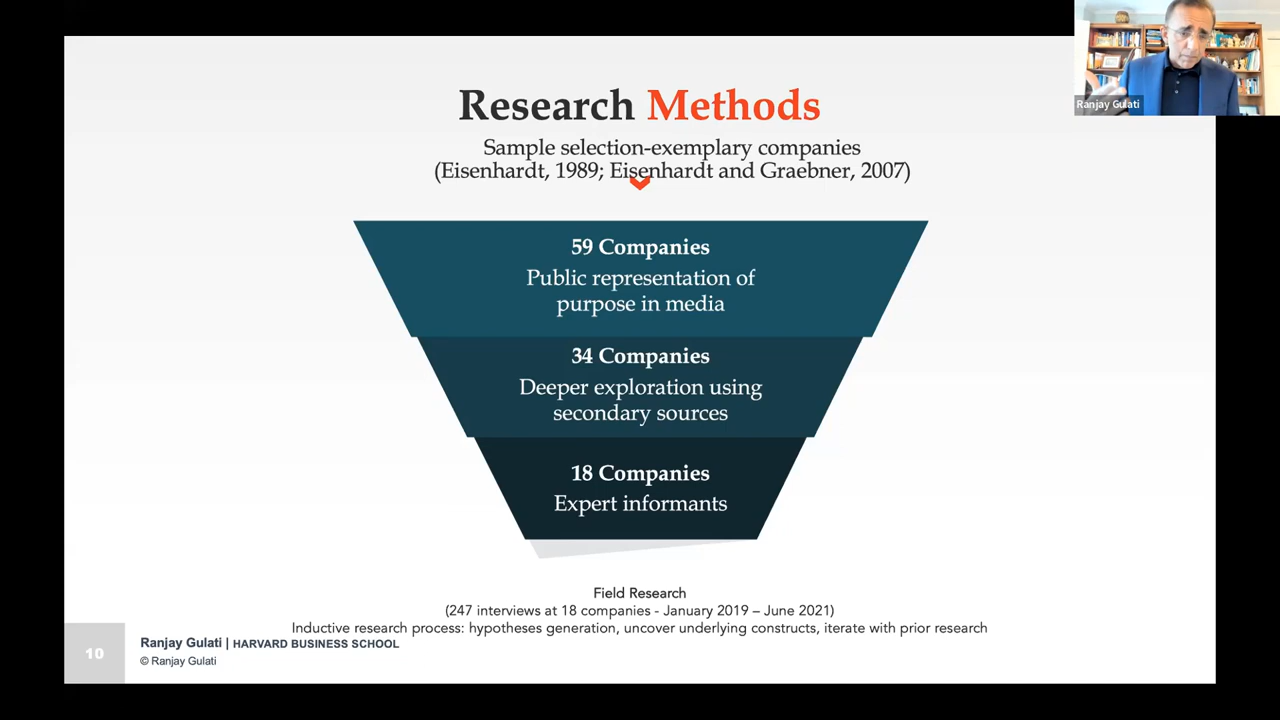 Ranjay Gulati
Research Methods
Sample selection-exemplary companies
(Eisenhardt, 1989; Eisenhardt and Graebner, 2007)
59 Companies
Public representation of
purpose in media
34 Companies
Deeper exploration using
secondary sources
18 Companies
Expert informants
Field Research
(247 interviews at 18 companies - January 2019 – June 2021)
Inductive research process: hypotheses generation, uncover underlying constructs, iterate with prior research
10
Ranjay Gulati | HARVARD BUSINESS SCHOOL
© Ranjay Gulati